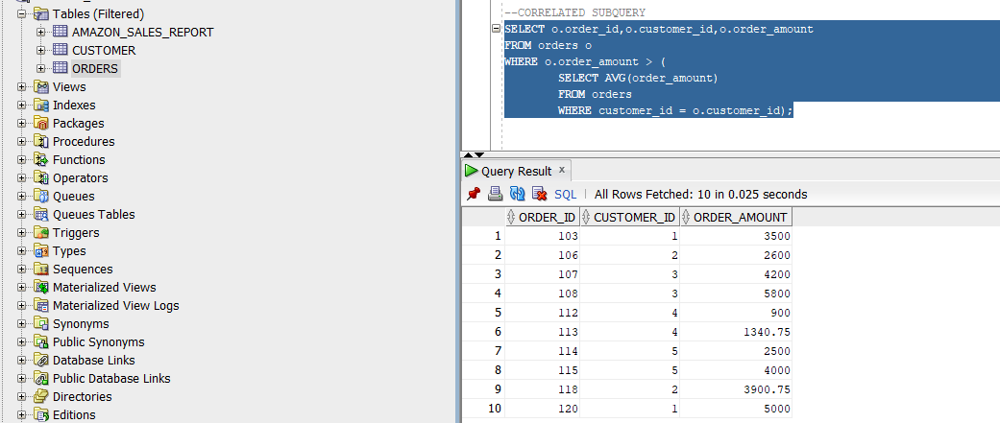 Tables (Filtered)
AMAZON_SALES_REPORT
CUSTOMER
ORDERS
Views
Indexes
Packages
Procedures
Functions
Operators
Queues
Queues Tables
Triggers
Types
Sequences
Materialized Views
Materialized View Logs
Synonyms
Public Synonyms
Database Links
Public Database Links
Directories
Editions
--CORRELATED SUBQUERY
SELECT o.order_id,o.customer_id,o.order_amount
FROM orders o
WHERE o.order_amount > (
SELECT AVG(order_amount)
FROM orders
WHERE customer_id = o.customer_id);
Query Result x
SQL | All Rows Fetched: 10 in 0.025 seconds
ORDER_ID CUSTOMER_ID ORDER_AMOUNT
1 103 1 3500
2 106 2 2600
3 107 3 4200
4 108 3 5800
5 112 4 900
6 113 4 1340.75
7 114 5 2500
8 115 5 4000
9 118 2 3900.75
10 120 1 5000